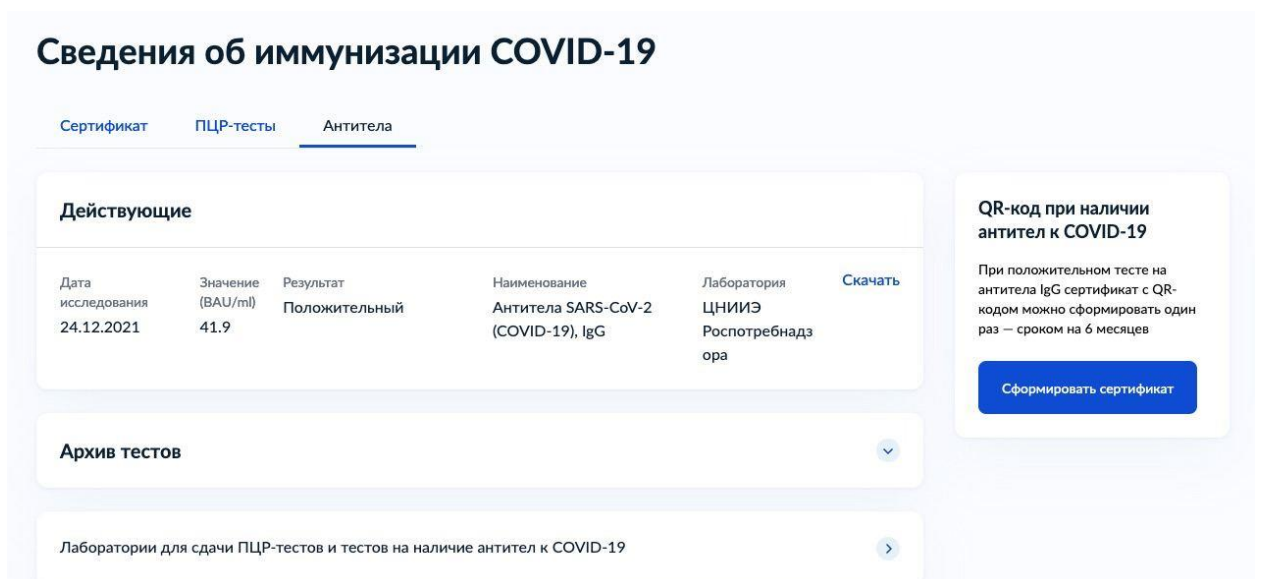 Сведения об иммунизации COVID-19
Сертификат
ПЦР-тесты
Антитела
Действующие
Дата
исследования
24.12.2021
Значение
(BAU/ml)
41.9
Результат
Положительный
Наименование
Антитела SARS-CoV-2
(COVID-19), IgG
Лаборатория
ЦНИИЭ
Роспотребнадз
ора
Скачать
Архив тестов
Лаборатории для сдачи ПЦР-тестов и тестов на наличие антител к COVID-19
QR-код при наличии
антител к COVID-19
При положительном тесте на
антитела IgG сертификат с QR-
кодом можно сформировать один
раз — сроком на 6 месяцев
Сформировать сертификат